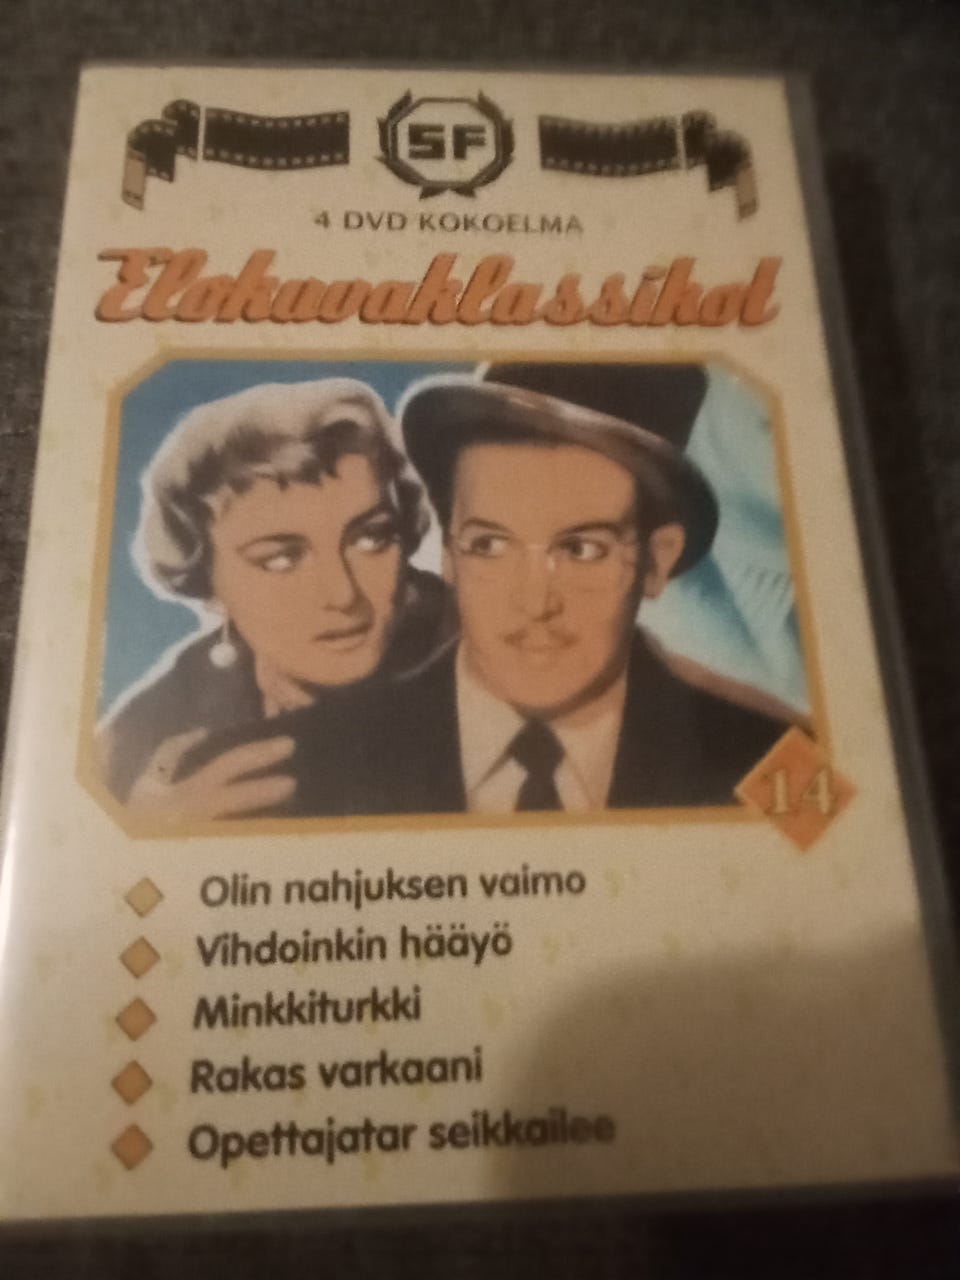 SF
4 DVD KOKOELMA
Elokuvaklassikot
14
Olin nahjuksen vaimo
Vihdoinkin hääyö
Minkkiturkki
Rakas varkaani
Opettajatar seikkailee